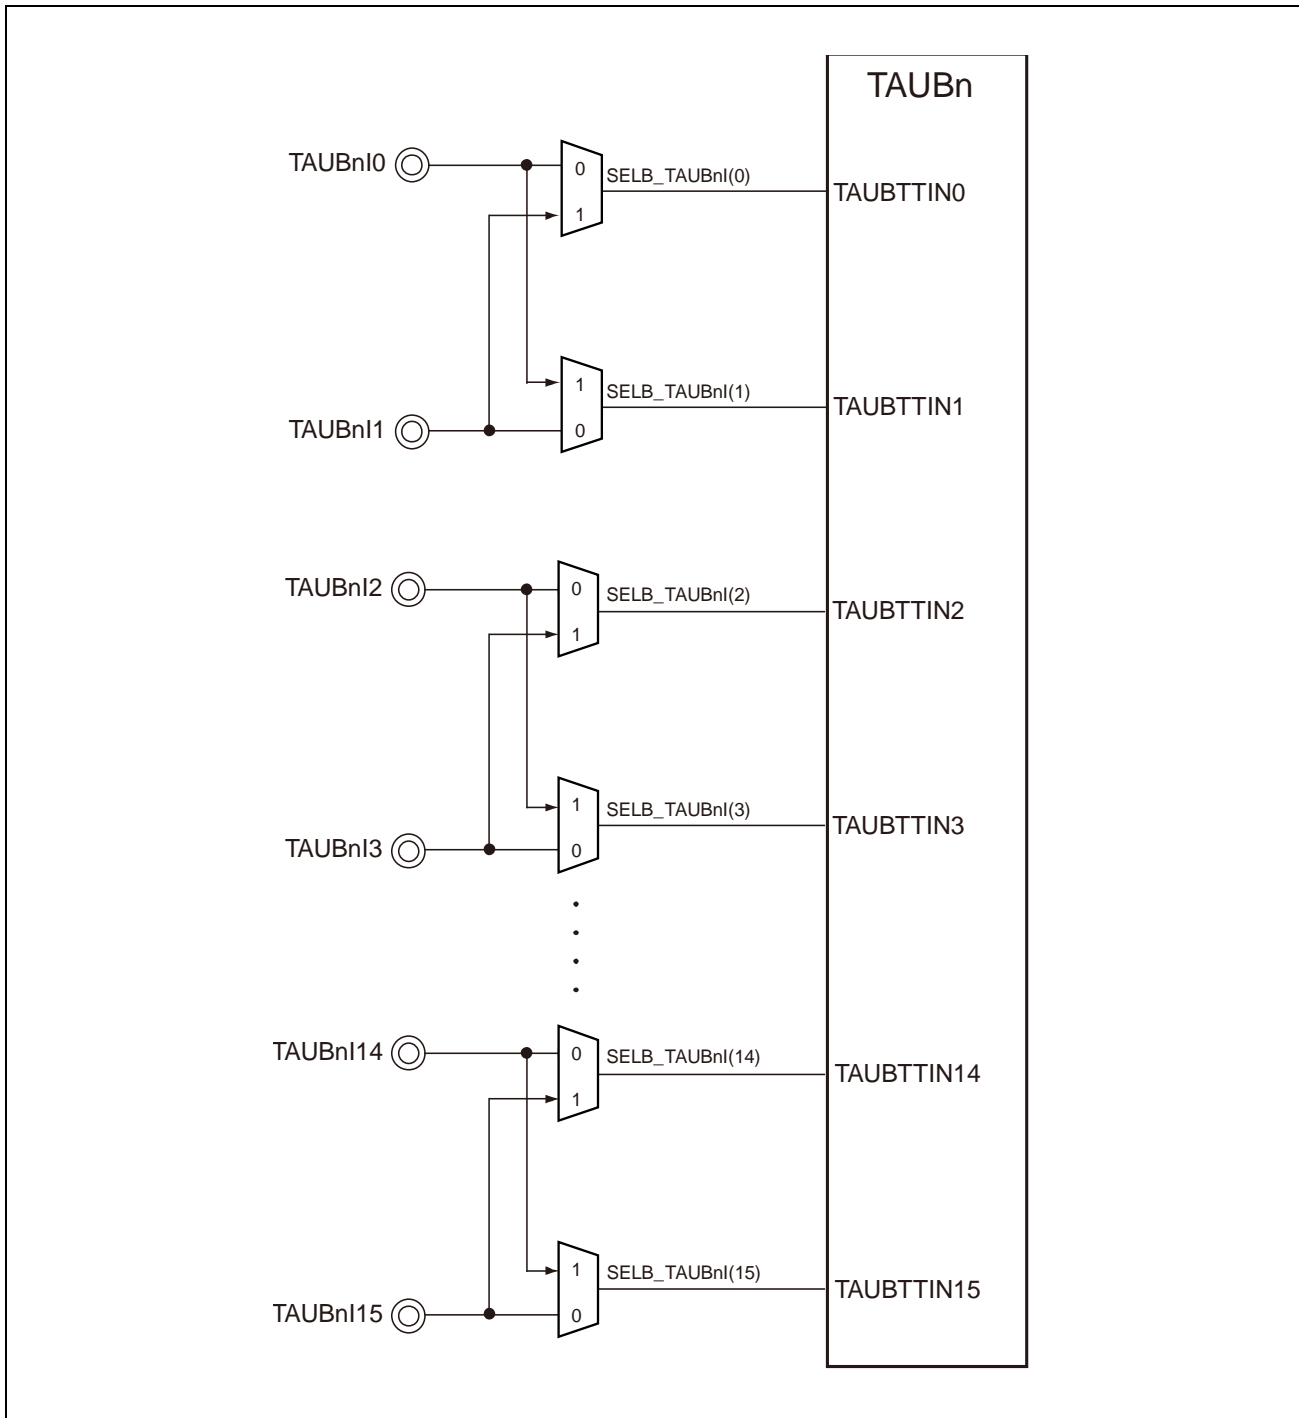 TAUBn
TAUBnI0
0
SELB_TAUBnI(0)
TAUBTTIN0
1
1
SELB_TAUBnI(1)
TAUBTTIN1
TAUBnI1
0
TAUBnI2
0
SELB_TAUBnI(2)
TAUBTTIN2
1
1
SELB_TAUBnI(3)
TAUBTTIN3
TAUBnI3
0
TAUBnI14
0
SELB_TAUBnI(14)
TAUBTTIN14
1
1
SELB_TAUBnI(15)
TAUBTTIN15
TAUBnI15
0